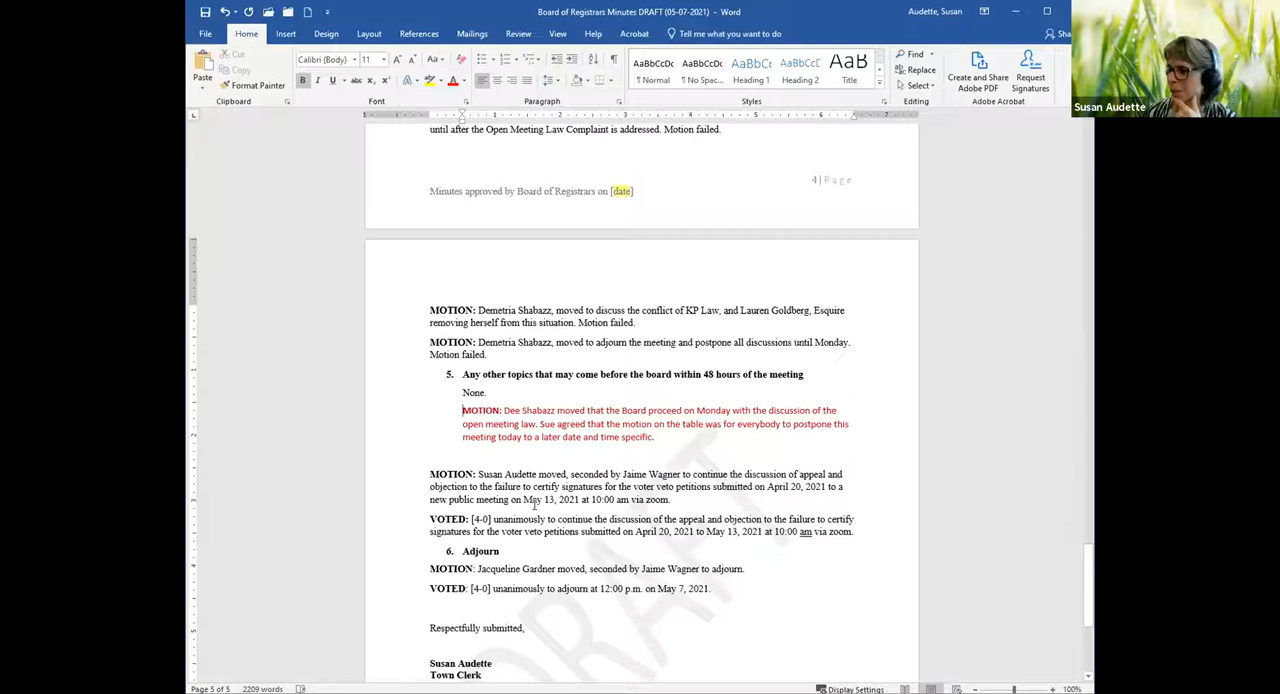 Board of Registrars Minutes DRAFT (05-07-2021) - Word
Audette, Susan
File Home Insert Design Layout References Mailings Review View Help Acrobat Tell me what you want to do
Sha
Paste
Cut
Copy
Format Painter
Clipboard
Calibri (Body) 11
Font
Paragraph
AaBbCcDc AaBbCcDc AaBbCc AaBbCcC AaB
¶ Normal ¶ No Spac... Heading 1 Heading 2 Title
Styles
Find
Replace
Select
Editing
Create and Share Adobe PDF
Request Signatures
Adobe Acrobat
Susan Audette
until after the Open Meeting Law Complaint is addressed. Motion failed.
4 | P a g e
Minutes approved by Board of Registrars on [date]
MOTION: Demetria Shabazz, moved to discuss the conflict of KP Law, and Lauren Goldberg, Esquire
removing herself from this situation. Motion failed.
MOTION: Demetria Shabazz, moved to adjourn the meeting and postpone all discussions until Monday.
Motion failed.
5. Any other topics that may come before the board within 48 hours of the meeting
None.
MOTION: Dee Shabazz moved that the Board proceed on Monday with the discussion of the
open meeting law. Sue agreed that the motion on the table was for everybody to postpone this
meeting today to a later date and time specific.
MOTION: Susan Audette moved, seconded by Jaime Wagner to continue the discussion of appeal and
objection to the failure to certify signatures for the voter veto petitions submitted on April 20, 2021 to a
new public meeting on May 13, 2021 at 10:00 am via zoom.
VOTED: [4-0] unanimously to continue the discussion of the appeal and objection to the failure to certify
signatures for the voter veto petitions submitted on April 20, 2021 to May 13, 2021 at 10:00 am via zoom.
6. Adjourn
MOTION: Jacqueline Gardner moved, seconded by Jaime Wagner to adjourn.
VOTED: [4-0] unanimously to adjourn at 12:00 p.m. on May 7, 2021.
Respectfully submitted,
Susan Audette
Town Clerk
DRAFT
Page 5 of 5 2209 words
Display Settings
100%